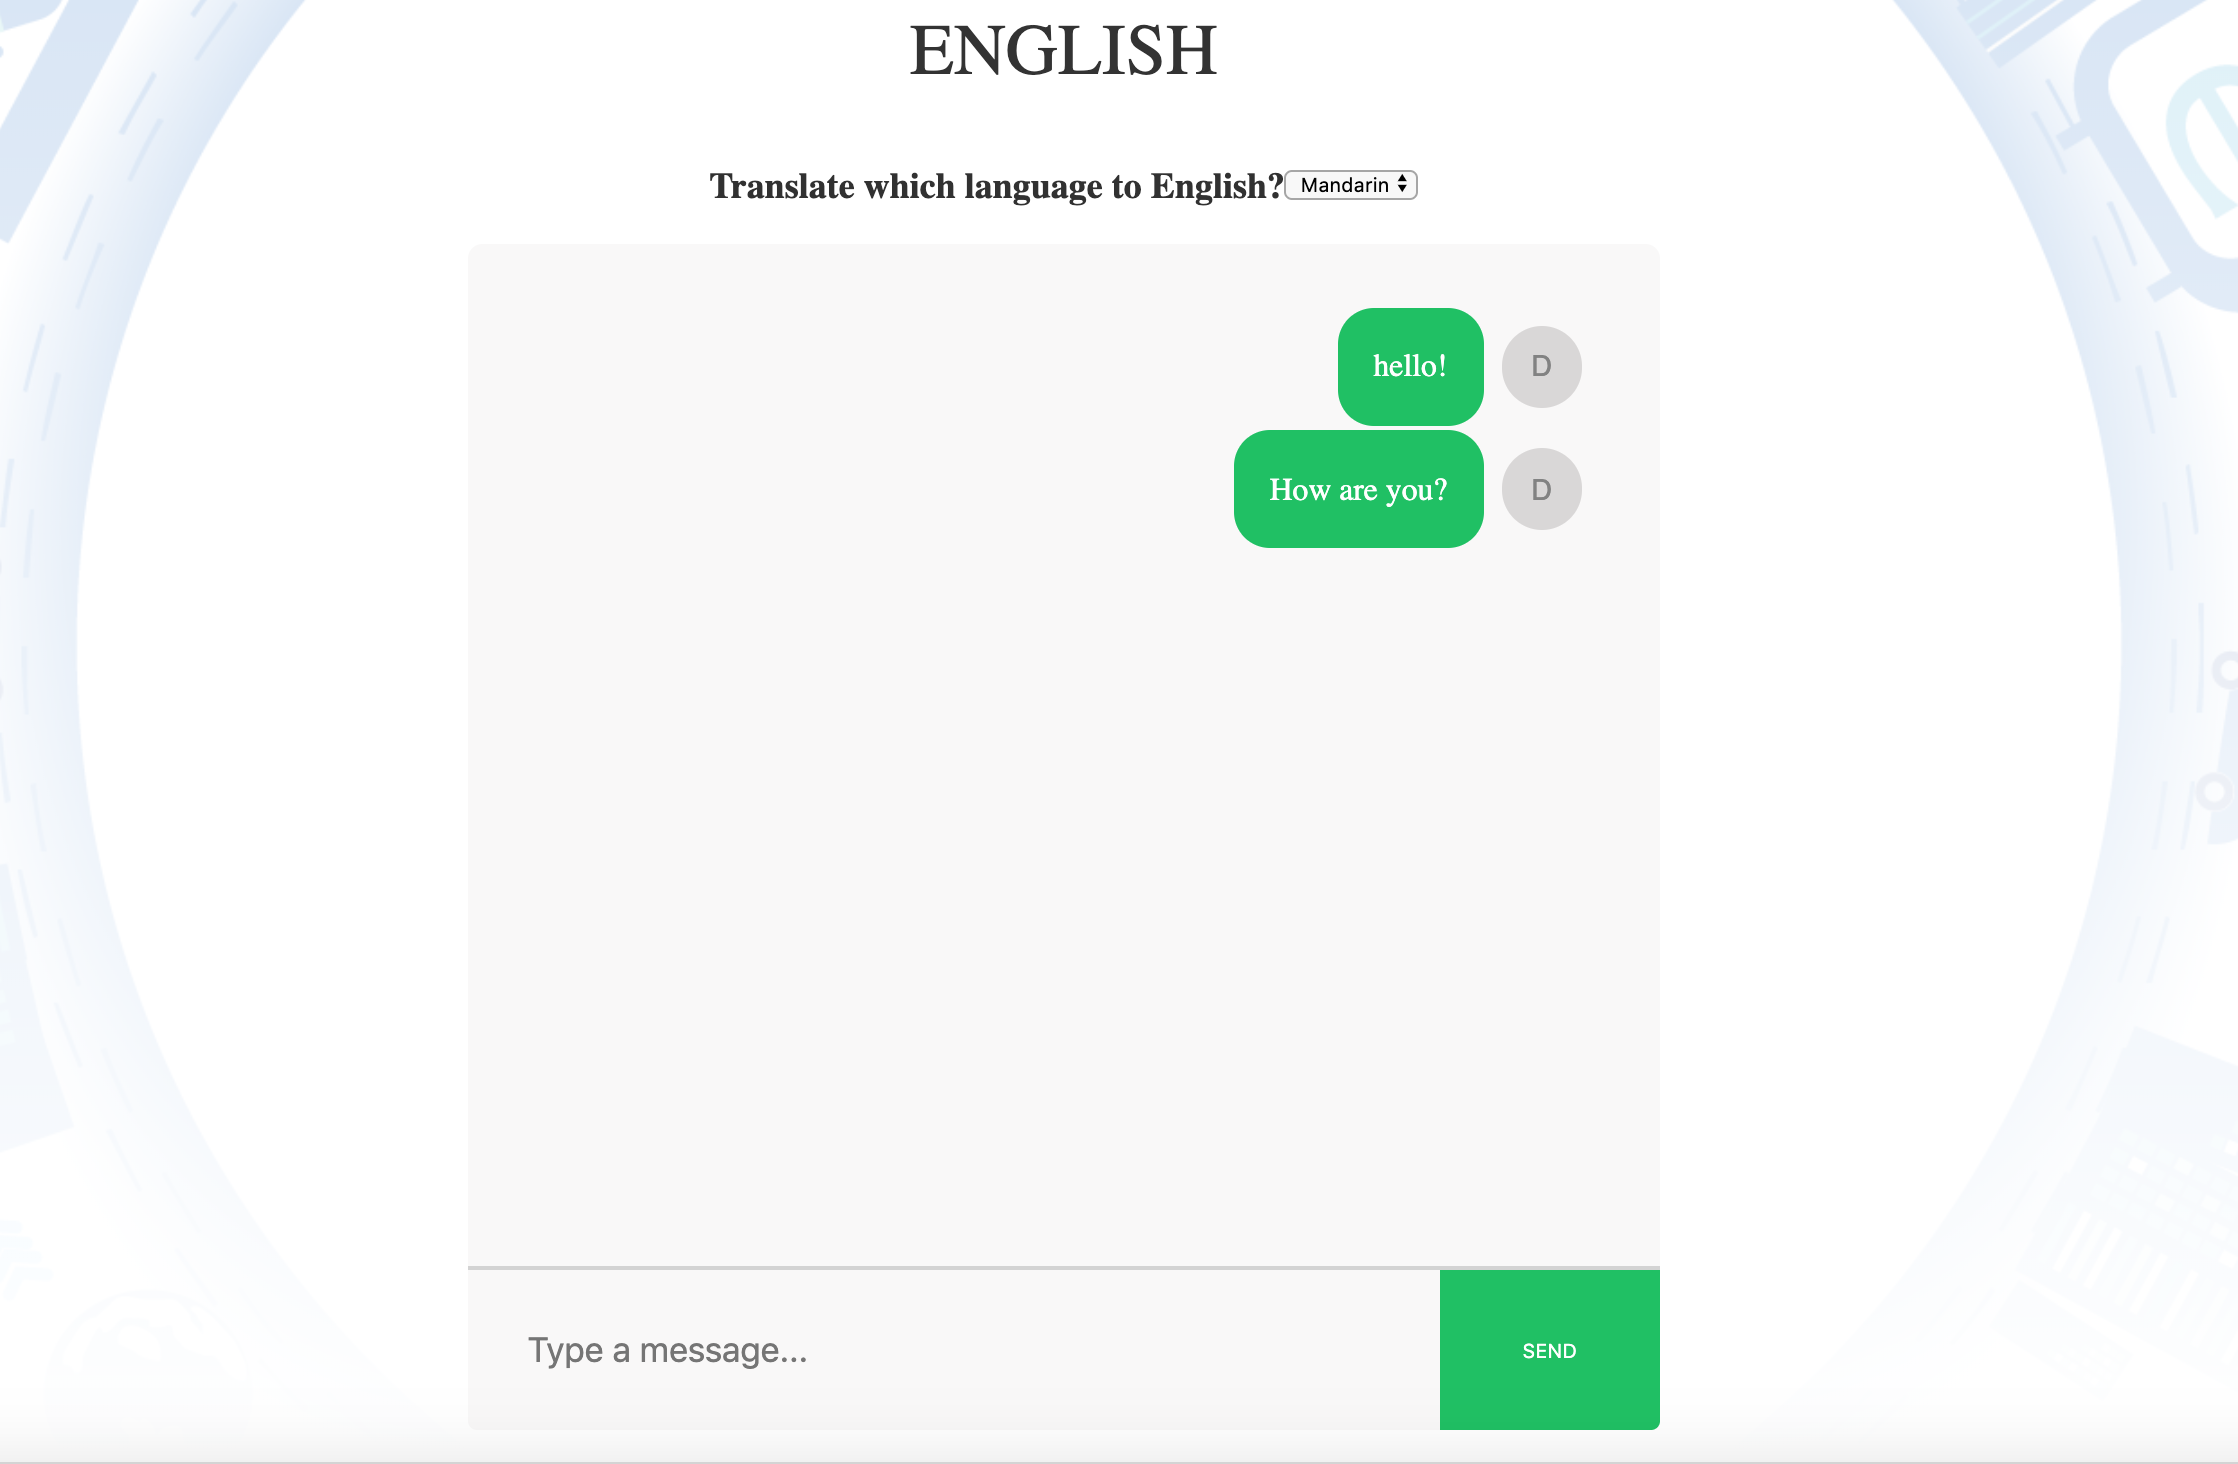 ENGLISH
Translate which language to English? Mandarin
hello! D
How are you? D
Type a message... SEND